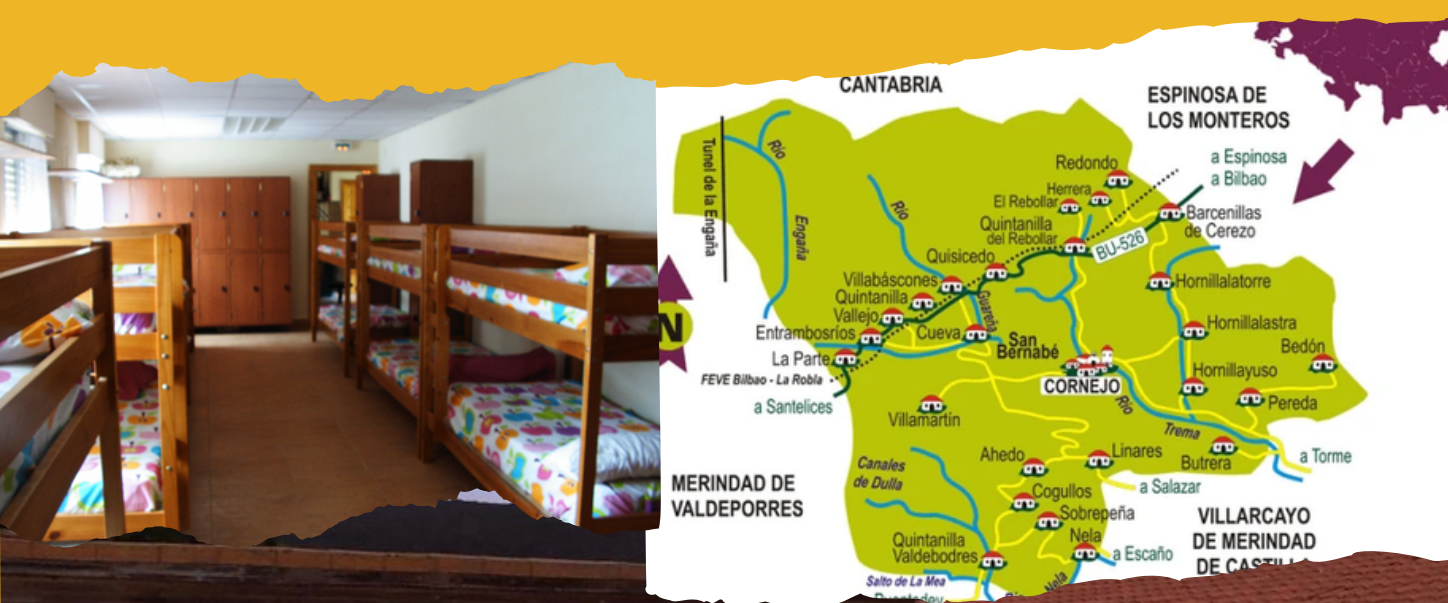 CANTABRIA
ESPINOSA DE
LOS MONTEROS
a Espinosa
a Bilbao
Redondo
Herrera
El Rebollar
Barcenillas
de Cerezo
Quintanilla
del Rebollar
BU-526
Tunel de la Engaña
Río
Engaña
Río
Quisicedo
Villabáscones
Quintanilla
Vallejo
Entrambosríos
La Parte
FEVE Bilbao - La Robla
a Santelices
Cueva
Guareña
San
Bernabé
CORNEJO
Río
Trema
Hornillalatorre
Hornillalastra
Bedón
Hornillayuso
Pereda
Butrera
a Torme
N
Villamartín
Ahedo
Linares
a Salazar
Canales
de Dulla
Cogullos
Sobrepeña
Nela
a Escaño
Quintanilla
Valdebodres
Salto de La Mea
Nela
MERINDAD DE
VALDEPORRES
VILLARCAYO
DE MERINDAD